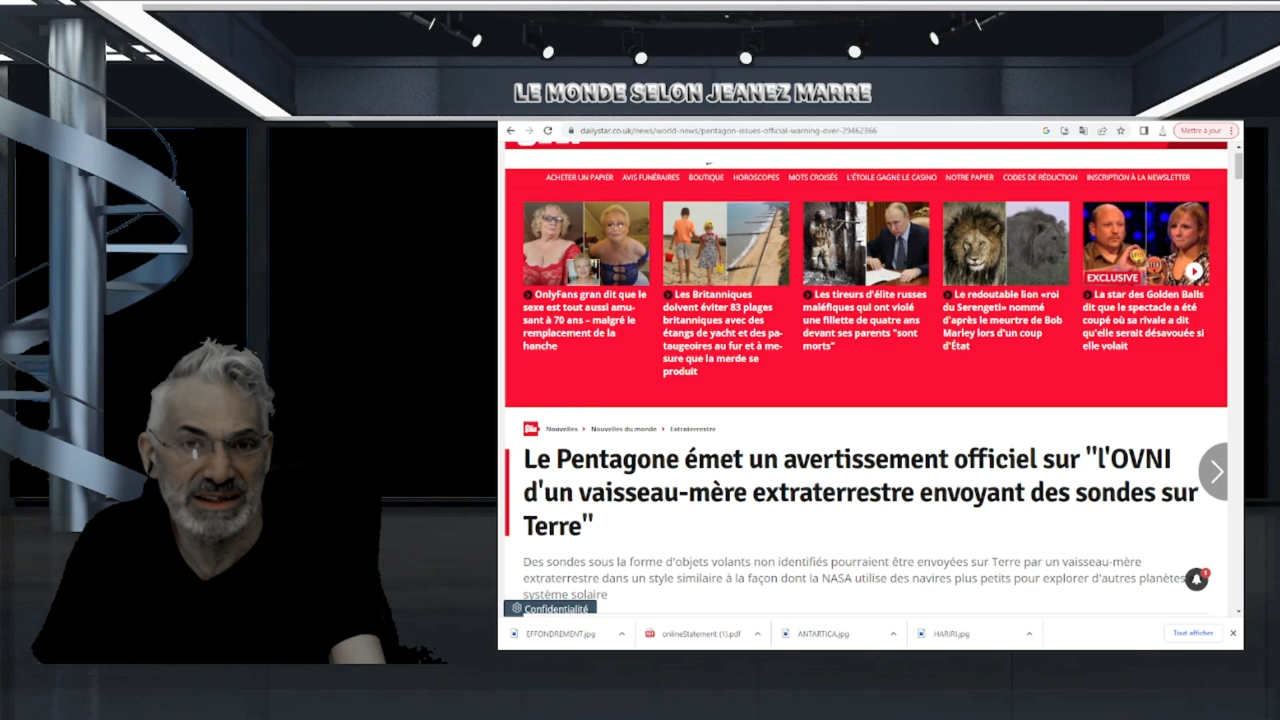 LE MONDE SELON JEANEZ MARRE
dailystar.co.uk/news/world-news/pentagon-issues-official-warning-over-29462366
Mettre à jour
ACHETER UN PAPIER AVIS FUNÉRAIRES BOUTIQUE HOROSCOPES MOTS CROISÉS L'ÉTOILE GAGNE LE CASINO NOTRE PAPIER CODES DE RÉDUCTION INSCRIPTION À LA NEWSLETTER
OnlyFans gran dit que le
sexe est tout aussi amu-
sant à 70 ans – malgré le
remplacement de la
hanche
Les Britanniques
doivent éviter 83 plages
britanniques avec des
étangs de yacht et des pa-
taugeoires au fur et à me-
sure que la merde se
produit
Les tireurs d'élite russes
maléfiques qui ont violé
une fillette de quatre ans
devant ses parents "sont
morts"
Le redoutable lion «roi
du Serengeti» nommé
d'après le meurtre de Bob
Marley lors d'un coup
d'État
EXCLUSIVE
La star des Golden Balls
dit que le spectacle a été
coupé où sa rivale a dit
qu'elle serait désavouée si
elle volait
Nouvelles Nouvelles du monde Extraterrestre
Le Pentagone émet un avertissement officiel sur "l'OVNI
d'un vaisseau-mère extraterrestre envoyant des sondes sur
Terre"
Des sondes sous la forme d'objets volants non identifiés pourraient être envoyées sur Terre par un vaisseau-mère
extraterrestre dans un style similaire à la façon dont la NASA utilise des navires plus petits pour explorer d'autres planètes
système solaire
1
Confidentialité
EFFONDREMENT.jpg onlineStatement (1).pdf ANTARTICA.jpg HARIRI.jpg Tout afficher